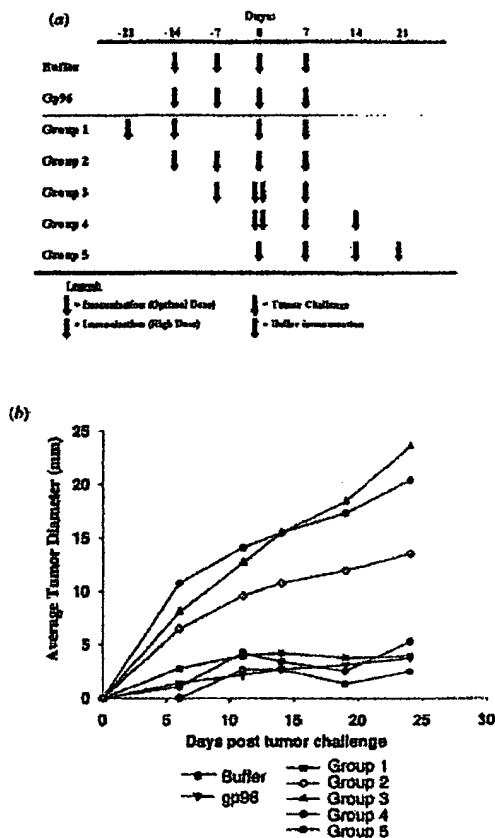 (a)
Days
-14 -7 0 7 14 21
Buffer
Gp96
Group 1
Group 2
Group 3
Group 4
Group 5
Legend:
= Immunization (Optimal Dose)
= Tumor Challenge
= Immunization (High Dose)
= Buffer immunization
(b)
25
20
15
10
5
0
Average Tumor Diameter (mm)
0 5 10 15 20 25 30
Days post tumor challenge
Buffer
gp96
Group 1
Group 2
Group 3
Group 4
Group 5